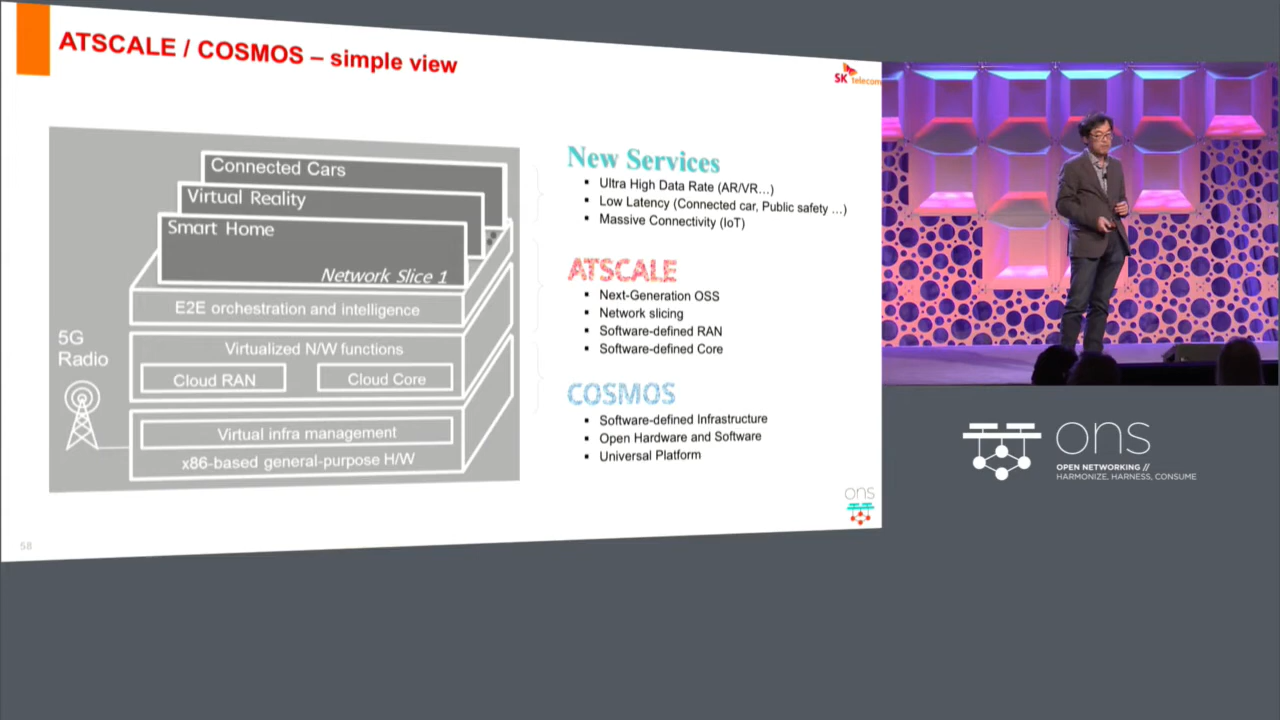 ATSCALE / COSMOS – simple view
SK telecom
Connected Cars
Virtual Reality
Smart Home
Network Slice 1
E2E orchestration and intelligence
5G
Radio
Virtualized N/W functions
Cloud RAN
Cloud Core
Virtual infra management
x86-based general-purpose H/W
New Services
▪ Ultra High Data Rate (AR/VR…)
▪ Low Latency (Connected car, Public safety …)
▪ Massive Connectivity (IoT)
ATSCALE
▪ Next-Generation OSS
▪ Network slicing
▪ Software-defined RAN
▪ Software-defined Core
COSMOS
▪ Software-defined Infrastructure
▪ Open Hardware and Software
▪ Universal Platform
ons
58
ons
OPEN NETWORKING //
HARMONIZE, HARNESS, CONSUME